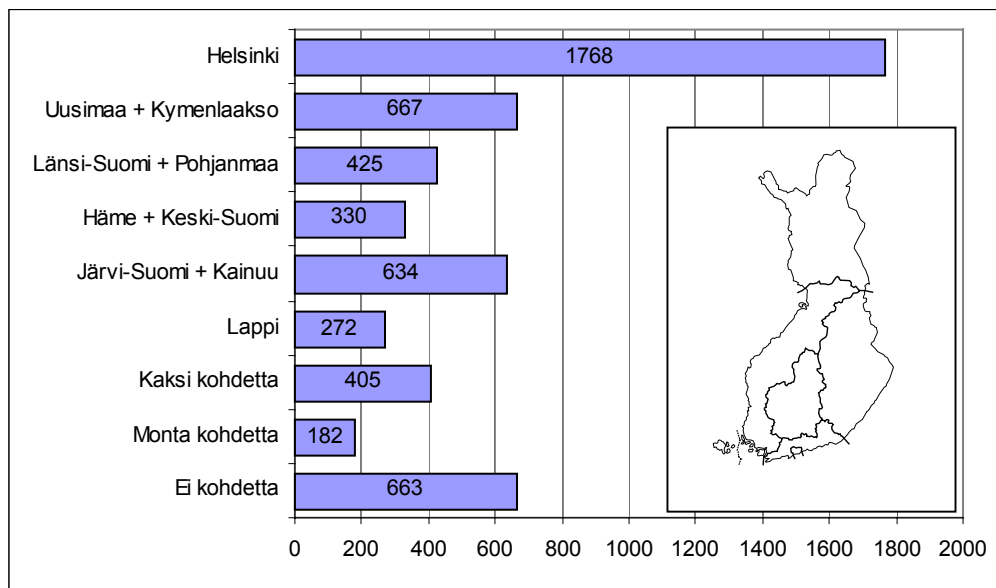 Helsinki 1768
Uusimaa + Kymenlaakso 667
Länsi-Suomi + Pohjanmaa 425
Häme + Keski-Suomi 330
Järvi-Suomi + Kainuu 634
Lappi 272
Kaksi kohdetta 405
Monta kohdetta 182
Ei kohdetta 663
0 200 400 600 800 1000 1200 1400 1600 1800 2000